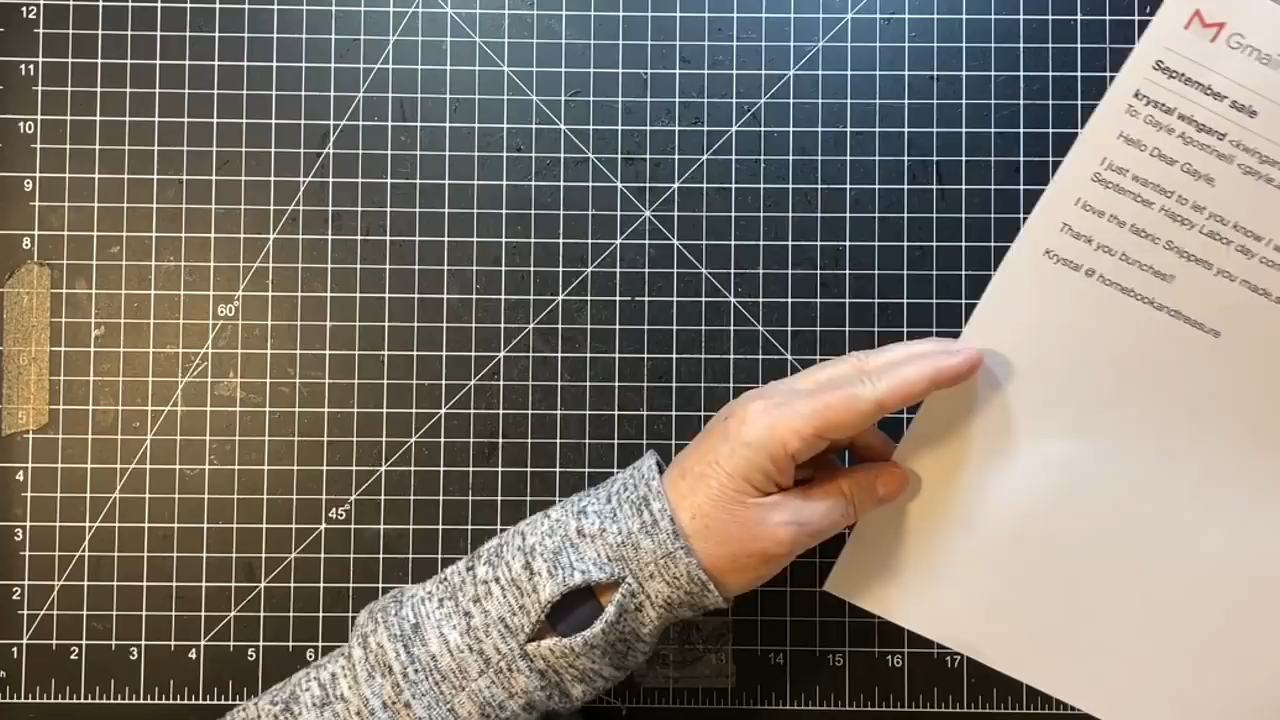 12
11
10
9
8
7
6
5
4
3
2
1
60°
45°
2 3 4 5 6 13 14 15 16 17
Gmail
September sale
krystal wingard <kwingar
To: Gayle Agostinelli <gayle.
Hello Dear Gayle,
I just wanted to let you know I
September. Happy Labor day
I love the fabric Snippets you made.
Thank you bunches!!
Krystal @ homebookandtreasure